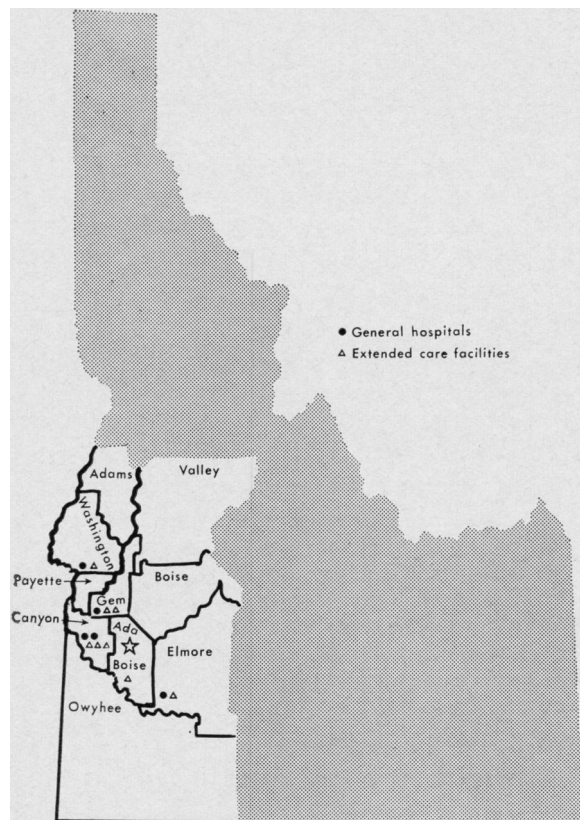 ● General hospitals
△ Extended care facilities
Adams
Valley
Washington
Payette
Boise
Gem
Canyon
Ada
Elmore
Boise
Owyhee